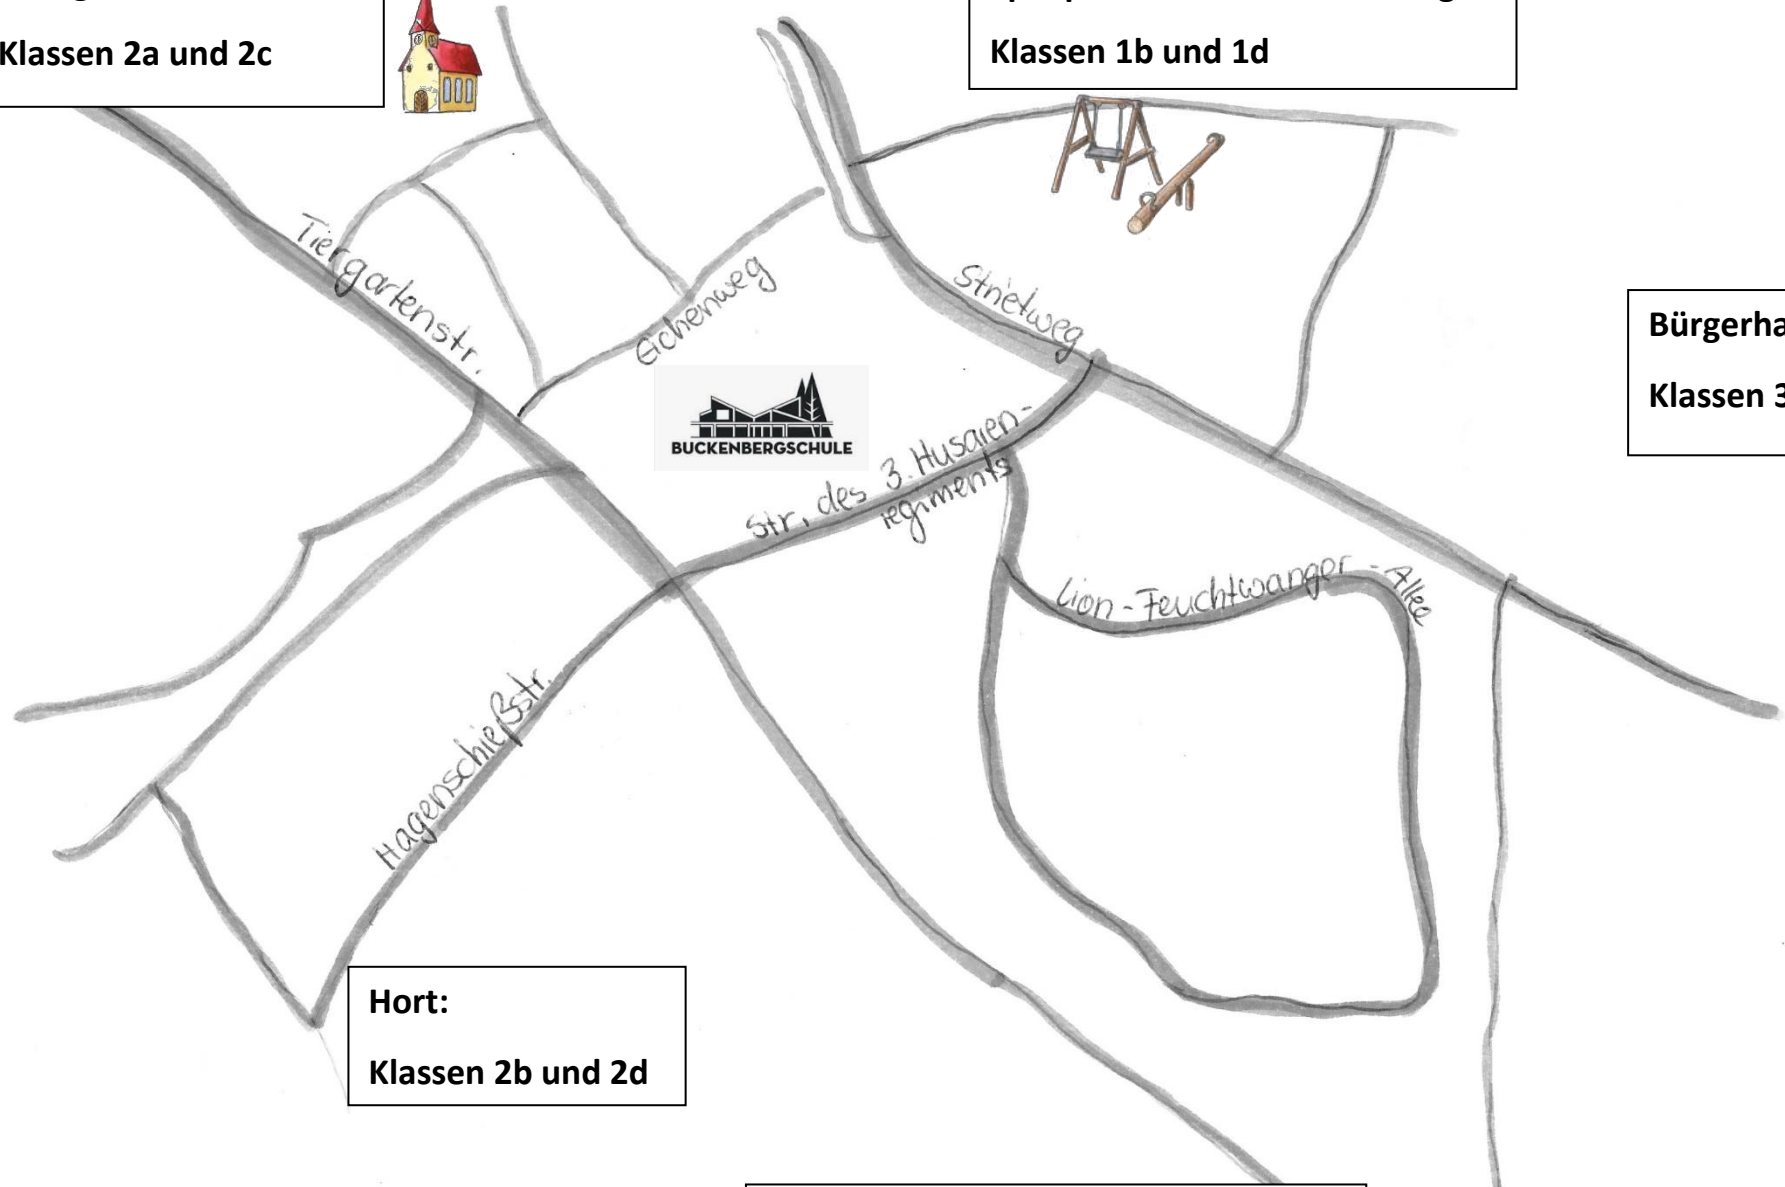 Klassen 2a und 2c
Klassen 1b und 1d
Tiergartenstr.
Eichenweg
Strietweg
Bürgerha
Klassen 3
BUCKENBERGSCHULE
Str. des 3. Husaren-
regiments
Lion-Feuchtwanger-Allee
Hagenschießstr.
Hort:
Klassen 2b und 2d